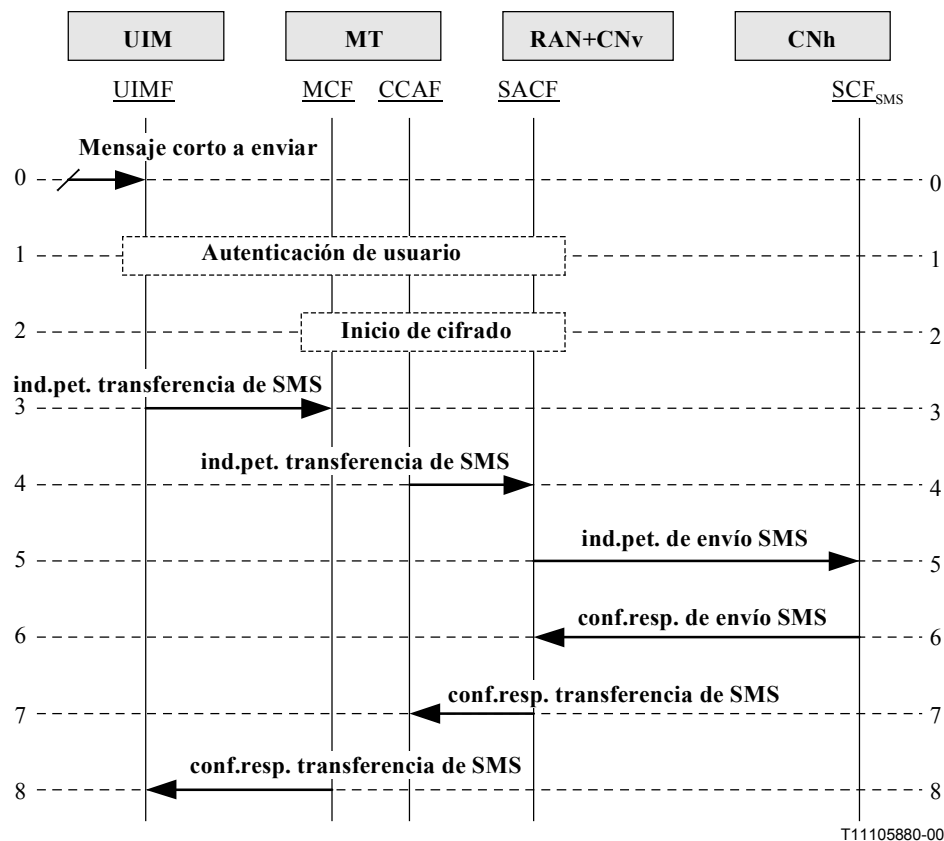 UIM MT RAN+CNv CNh
UIMF MCF CCAF SACF SCF_SMS
Mensaje corto a enviar
0 0
1 Autenticación de usuario 1
2 Inicio de cifrado 2
ind.pet. transferencia de SMS
3 3
ind.pet. transferencia de SMS
4 4
ind.pet. de envío SMS
5 5
conf.resp. de envío SMS
6 6
conf.resp. transferencia de SMS
7 7
conf.resp. transferencia de SMS
8 8
T11105880-00